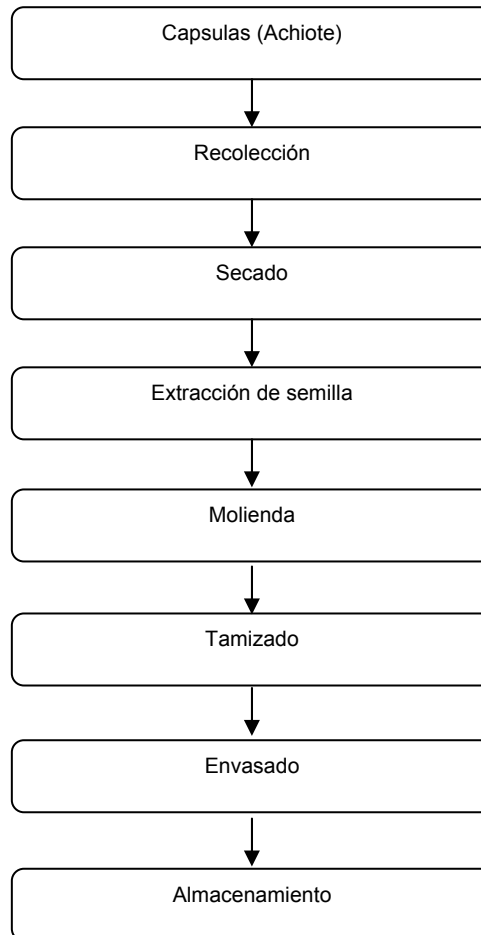 Capsulas (Achiote)
Recolección
Secado
Extracción de semilla
Molienda
Tamizado
Envasado
Almacenamiento